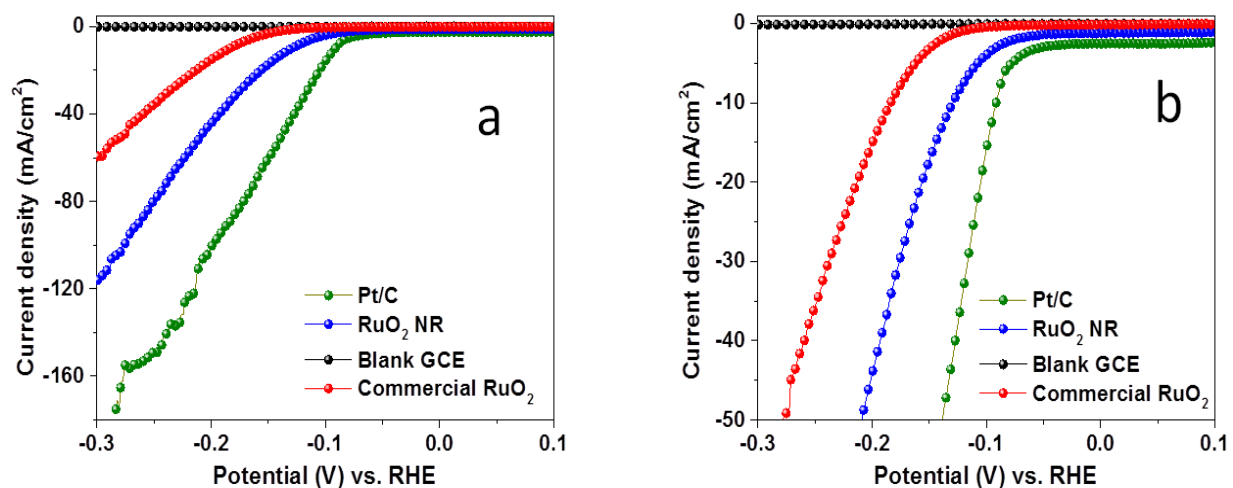 a
0
-40
-80
-120
-160
-0.3 -0.2 -0.1 0.0 0.1
Current density (mA/cm²)
Potential (V) vs. RHE
Pt/C
RuO₂ NR
Blank GCE
Commercial RuO₂
b
0
-10
-20
-30
-40
-50
-0.3 -0.2 -0.1 0.0 0.1
Current density (mA/cm²)
Potential (V) vs. RHE
Pt/C
RuO₂ NR
Blank GCE
Commercial RuO₂